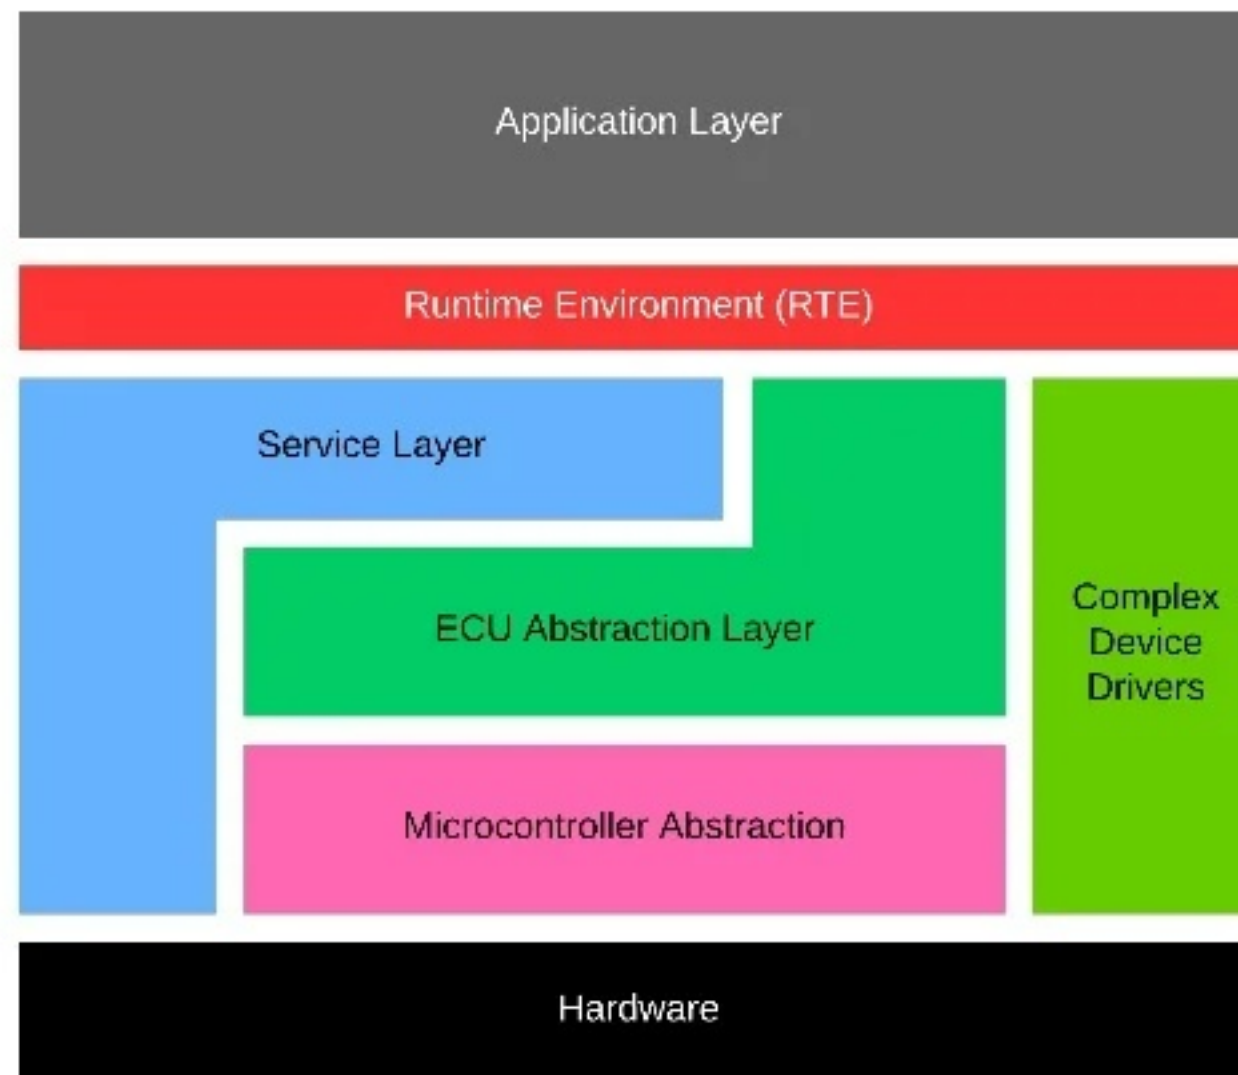 Application Layer
Runtime Environment (RTE)
Service Layer
ECU Abstraction Layer
Complex
Device
Drivers
Microcontroller Abstraction
Hardware